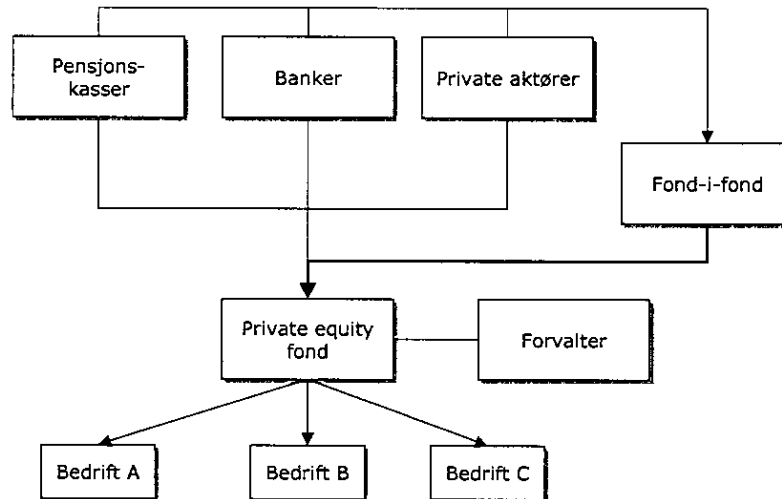 Pensjons-
kasser
Banker
Private aktører
Fond-i-fond
Private equity
fond
Forvalter
Bedrift A
Bedrift B
Bedrift C